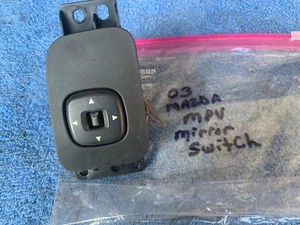 03
MAZDA
MPV
mirror
switch